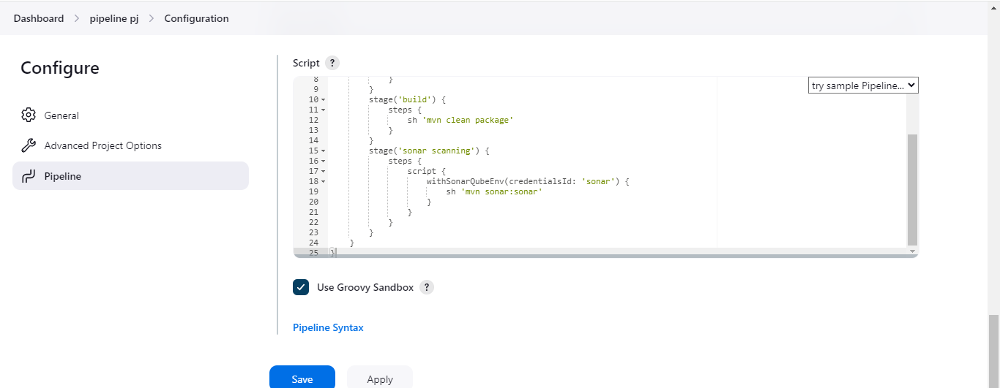 Dashboard > pipeline pj > Configuration
Configure
General
Advanced Project Options
Pipeline
Script ?
try sample Pipeline...
8 }
9 }
10 stage('build') {
11 steps {
12 sh 'mvn clean package'
13 }
14 }
15 stage('sonar scanning') {
16 steps {
17 script {
18 withSonarQubeEnv(credentialsId: 'sonar') {
19 sh 'mvn sonar:sonar'
20 }
21 }
22 }
23 }
24 }
25 }
Use Groovy Sandbox ?
Pipeline Syntax
Save
Apply